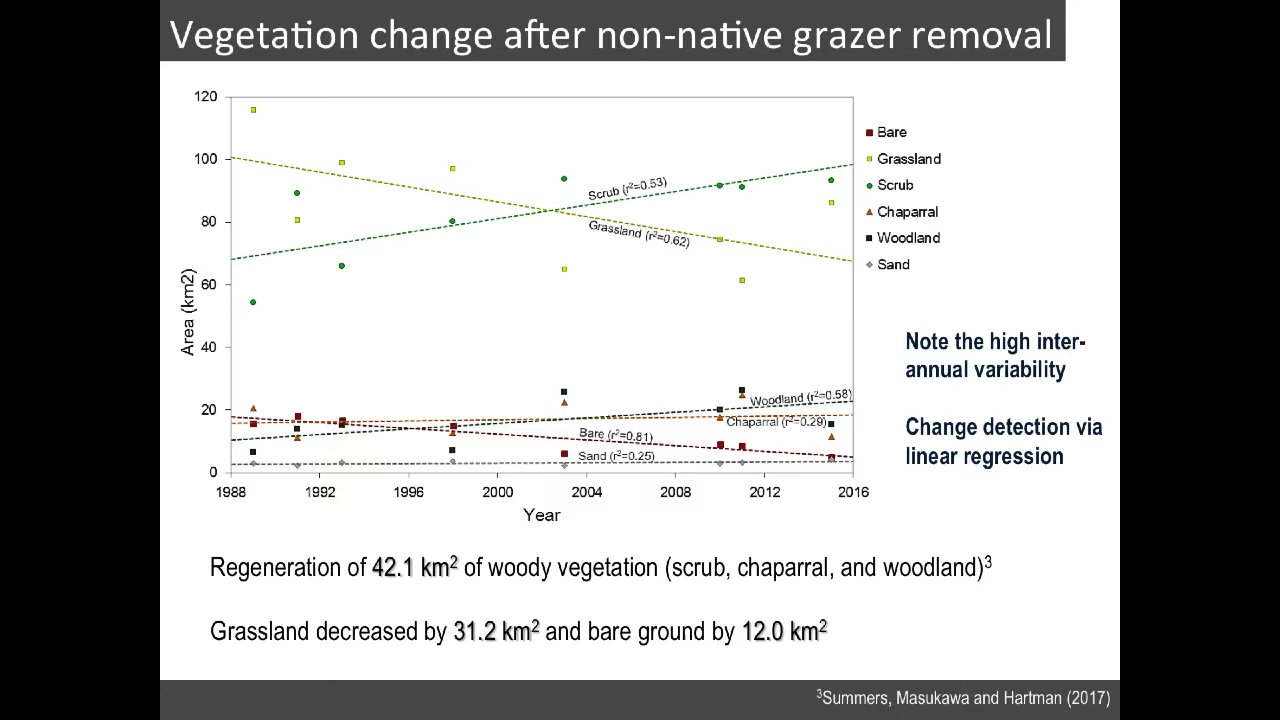 Vegetation change after non-native grazer removal
120
100
80
60
40
20
0
Area (km2)
1988 1992 1996 2000 2004 2008 2012 2016
Year
Scrub (r²=0.53)
Grassland (r²=0.62)
Woodland (r²=0.58)
Chaparral (r²=0.29)
Bare (r²=0.81)
Sand (r²=0.25)
Bare
Grassland
Scrub
Chaparral
Woodland
Sand
Note the high inter-
annual variability
Change detection via
linear regression
Regeneration of 42.1 km² of woody vegetation (scrub, chaparral, and woodland)³
Grassland decreased by 31.2 km² and bare ground by 12.0 km²
³Summers, Masukawa and Hartman (2017)